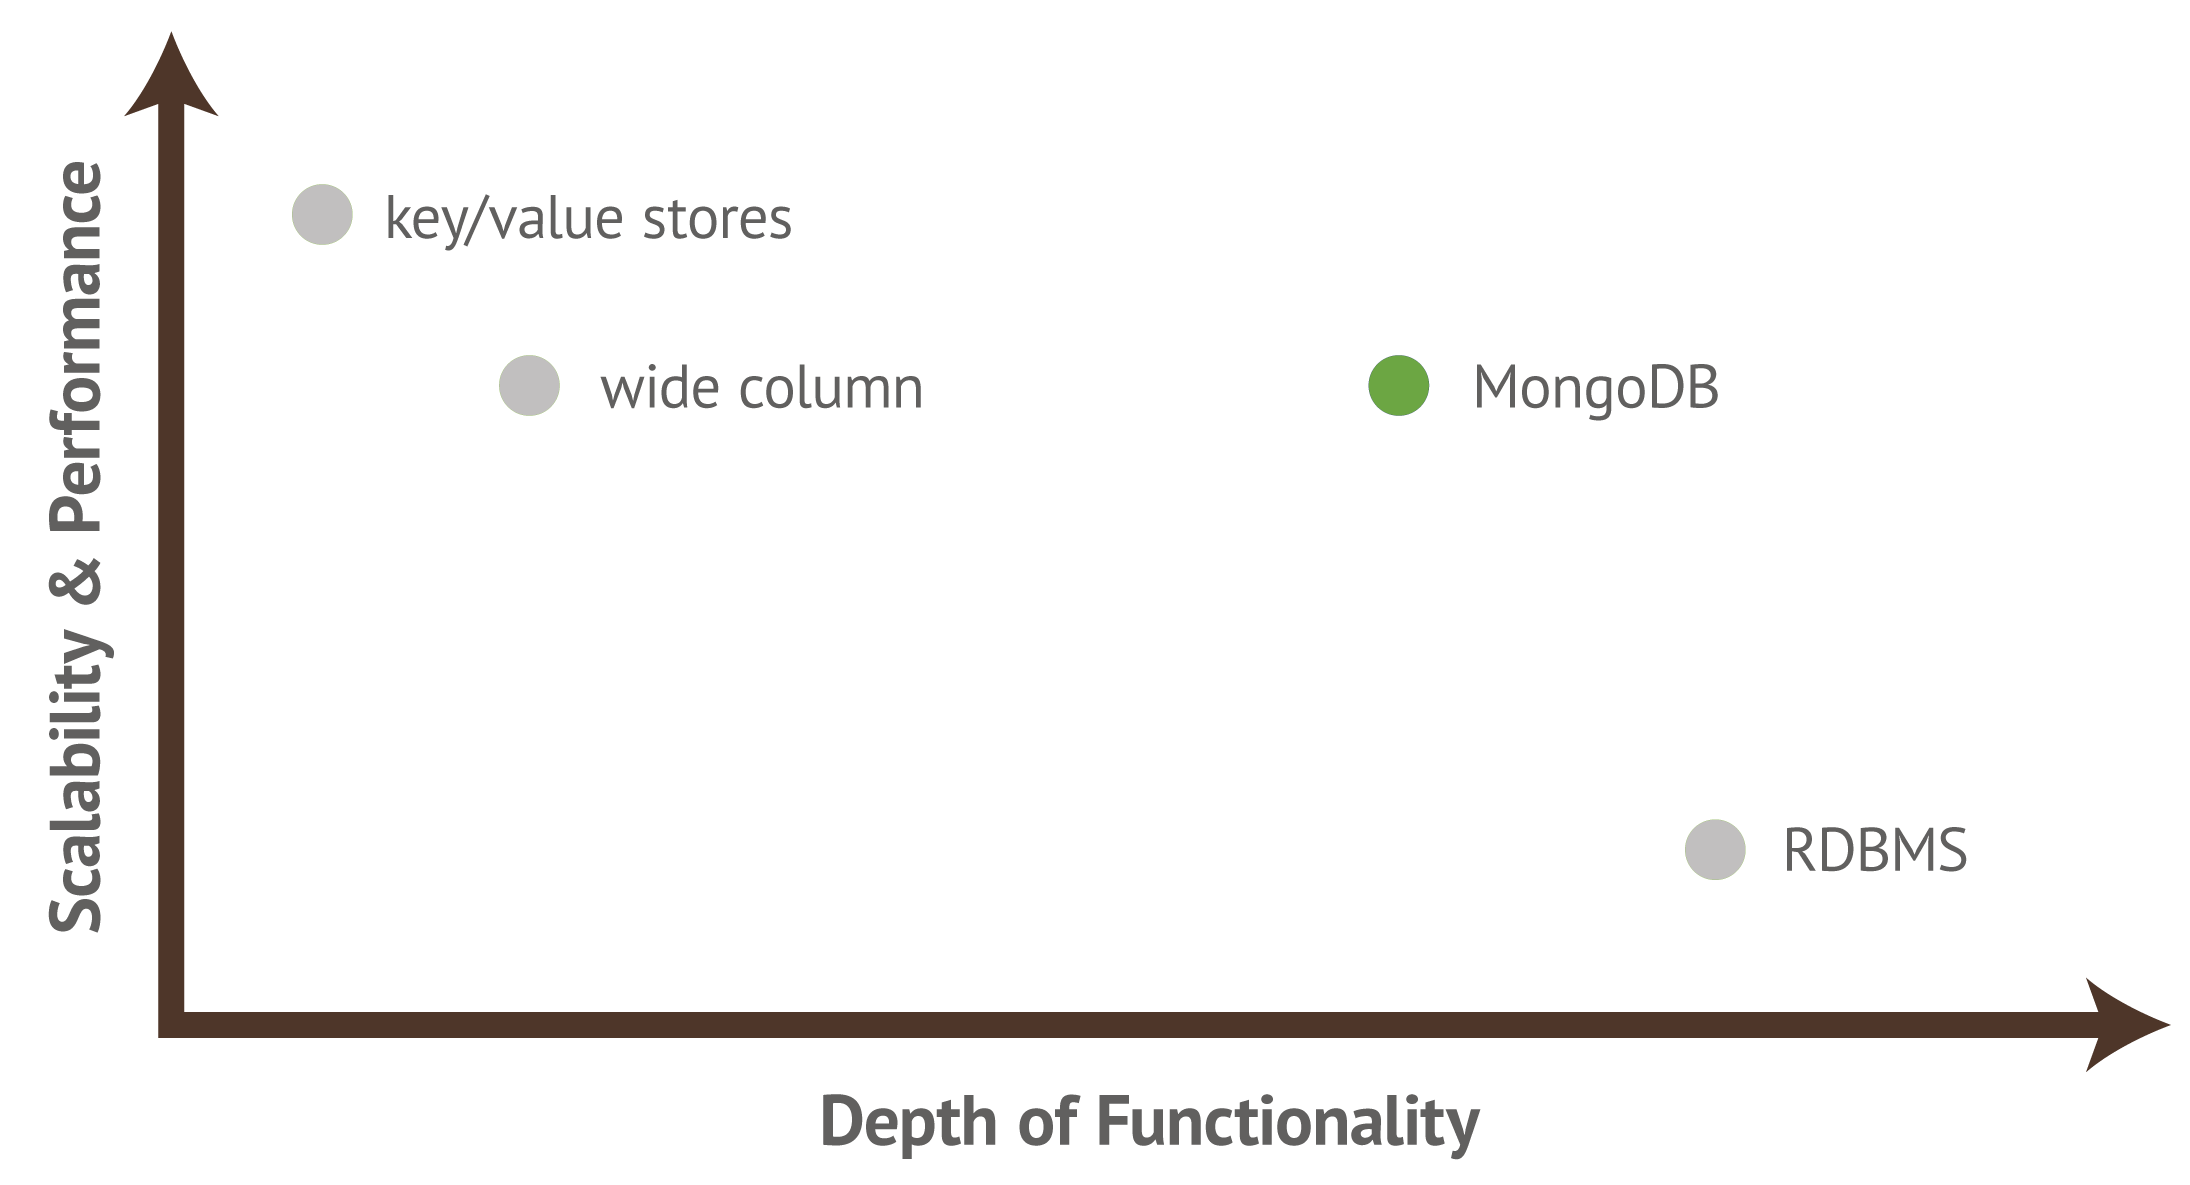 Scalability & Performance
key/value stores
wide column
MongoDB
RDBMS
Depth of Functionality